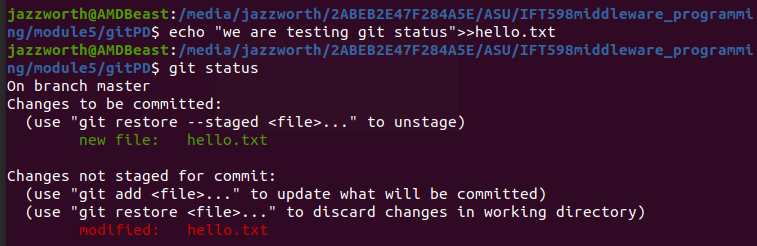 jazzworth@AMDBeast:/media/jazzworth/2ABEB2E47F284A5E/ASU/IFT598middleware_programmi
ng/module5/gitPD$ echo "we are testing git status">>hello.txt
jazzworth@AMDBeast:/media/jazzworth/2ABEB2E47F284A5E/ASU/IFT598middleware_programmi
ng/module5/gitPD$ git status
On branch master
Changes to be committed:
  (use "git restore --staged <file>..." to unstage)
        new file:   hello.txt

Changes not staged for commit:
  (use "git add <file>..." to update what will be committed)
  (use "git restore <file>..." to discard changes in working directory)
        modified:   hello.txt